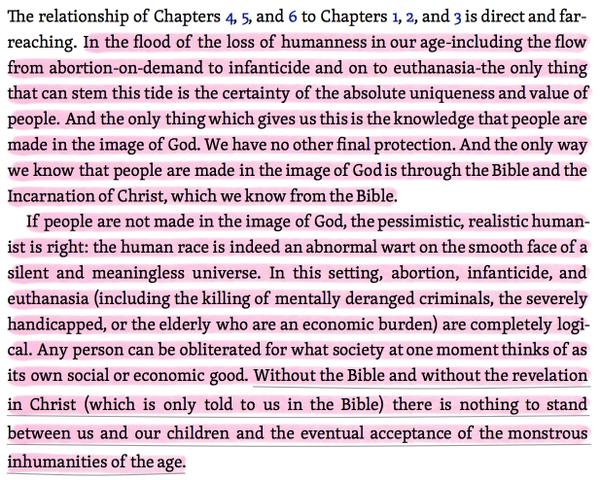 The relationship of Chapters 4, 5, and 6 to Chapters 1, 2, and 3 is direct and far-
reaching. In the flood of the loss of humanness in our age-including the flow
from abortion-on-demand to infanticide and on to euthanasia-the only thing
that can stem this tide is the certainty of the absolute uniqueness and value of
people. And the only thing which gives us this is the knowledge that people are
made in the image of God. We have no other final protection. And the only way
we know that people are made in the image of God is through the Bible and the
Incarnation of Christ, which we know from the Bible.
If people are not made in the image of God, the pessimistic, realistic human-
ist is right: the human race is indeed an abnormal wart on the smooth face of a
silent and meaningless universe. In this setting, abortion, infanticide, and
euthanasia (including the killing of mentally deranged criminals, the severely
handicapped, or the elderly who are an economic burden) are completely logi-
cal. Any person can be obliterated for what society at one moment thinks of as
its own social or economic good. Without the Bible and without the revelation
in Christ (which is only told to us in the Bible) there is nothing to stand
between us and our children and the eventual acceptance of the monstrous
inhumanities of the age.